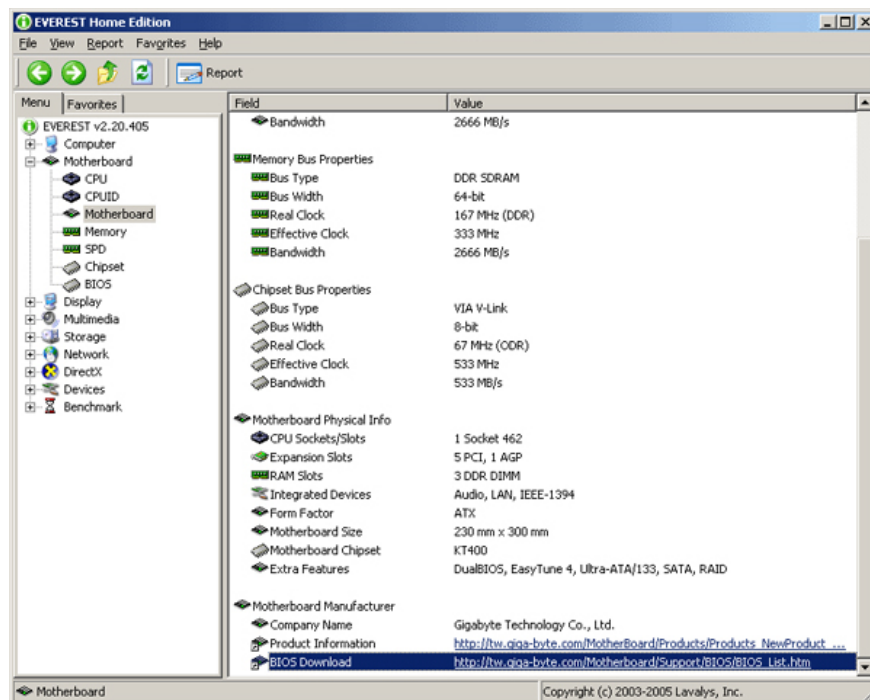 EVEREST Home Edition
File View Report Favorites Help
Report
Menu Favorites
EVEREST v2.20.405
Computer
Motherboard
CPU
CPUID
Motherboard
Memory
SPD
Chipset
BIOS
Display
Multimedia
Storage
Network
DirectX
Devices
Benchmark
Field Value
Bandwidth 2666 MB/s
Memory Bus Properties
Bus Type DDR SDRAM
Bus Width 64-bit
Real Clock 167 MHz (DDR)
Effective Clock 333 MHz
Bandwidth 2666 MB/s
Chipset Bus Properties
Bus Type VIA V-Link
Bus Width 8-bit
Real Clock 67 MHz (ODR)
Effective Clock 533 MHz
Bandwidth 533 MB/s
Motherboard Physical Info
CPU Sockets/Slots 1 Socket 462
Expansion Slots 5 PCI, 1 AGP
RAM Slots 3 DDR DIMM
Integrated Devices Audio, LAN, IEEE-1394
Form Factor ATX
Motherboard Size 230 mm x 300 mm
Motherboard Chipset KT400
Extra Features DualBIOS, EasyTune 4, Ultra-ATA/133, SATA, RAID
Motherboard Manufacturer
Company Name Gigabyte Technology Co., Ltd.
Product Information http://tw.giga-byte.com/MotherBoard/Products/Products_NewProduct_...
BIOS Download http://tw.giga-byte.com/Motherboard/Support/BIOS/BIOS_List.htm
Motherboard Copyright (c) 2003-2005 Lavalys, Inc.